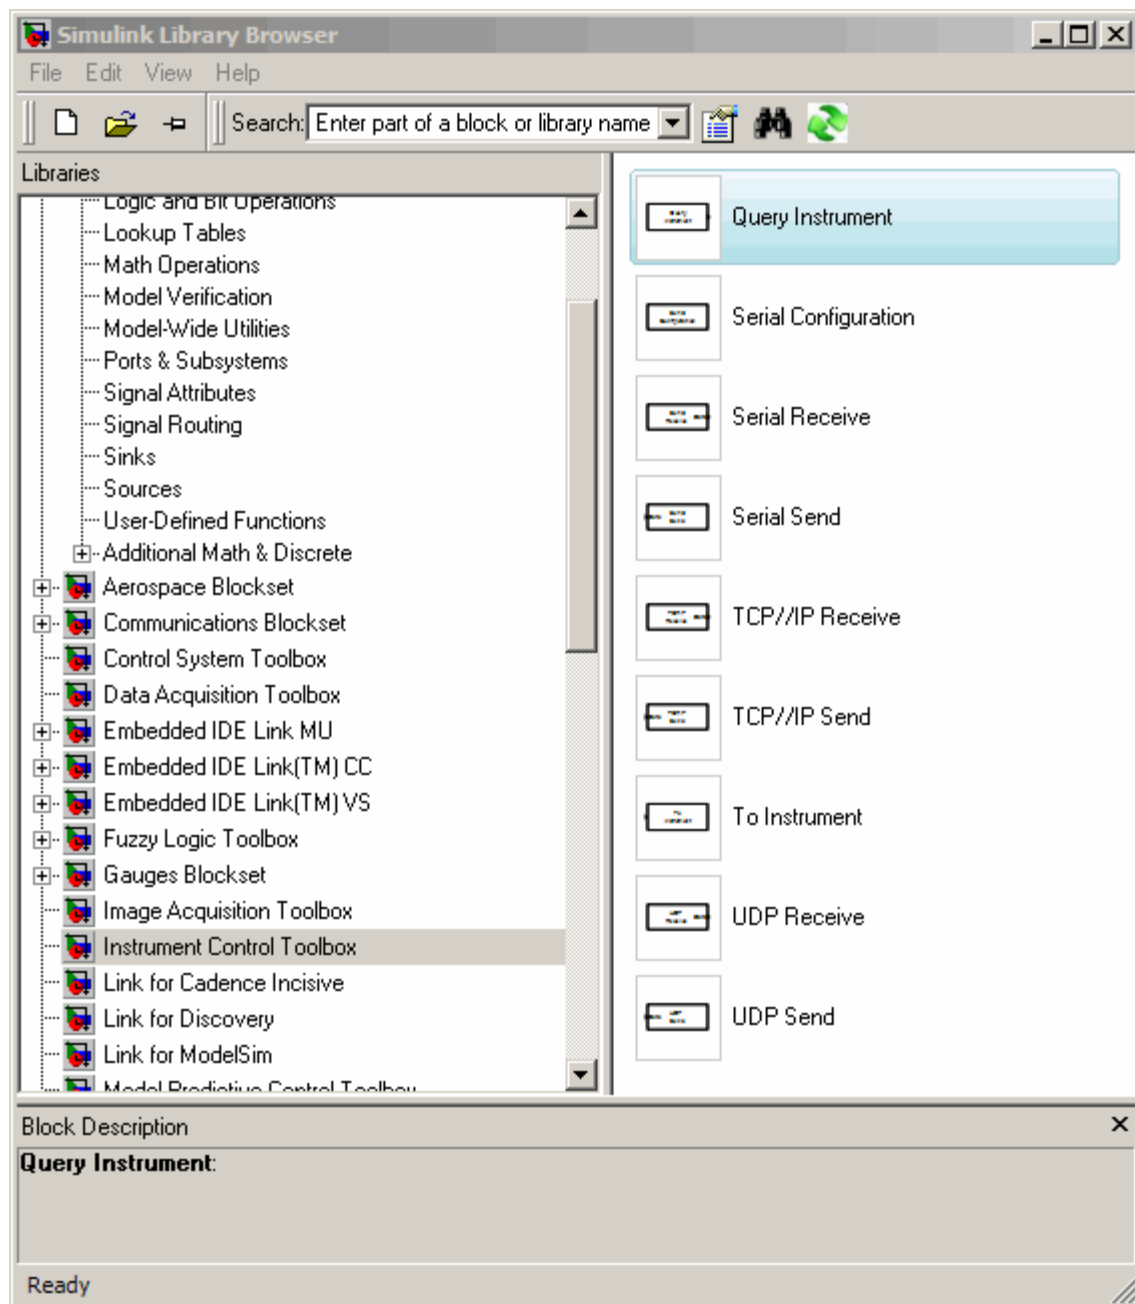 Simulink Library Browser
File Edit View Help
Search: Enter part of a block or library name
Libraries
Logic and Bit Operations
Lookup Tables
Math Operations
Model Verification
Model-Wide Utilities
Ports & Subsystems
Signal Attributes
Signal Routing
Sinks
Sources
User-Defined Functions
Additional Math & Discrete
Aerospace Blockset
Communications Blockset
Control System Toolbox
Data Acquisition Toolbox
Embedded IDE Link MU
Embedded IDE Link(TM) CC
Embedded IDE Link(TM) VS
Fuzzy Logic Toolbox
Gauges Blockset
Image Acquisition Toolbox
Instrument Control Toolbox
Link for Cadence Incisive
Link for Discovery
Link for ModelSim
Model Predictive Control Toolbox
Query Instrument
Serial Configuration
Serial Receive
Serial Send
TCP//IP Receive
TCP//IP Send
To Instrument
UDP Receive
UDP Send
Block Description
Query Instrument:
Ready